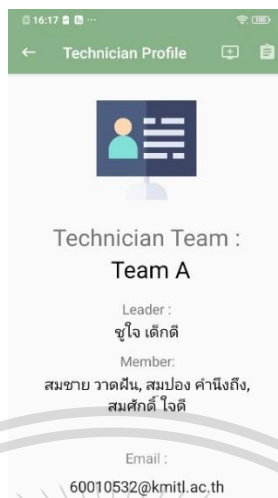 16:17
Technician Profile
Technician Team :
Team A
Leader :
ชูใจ เด็กดี
Member:
สมชาย วาดฝัน, สมปอง คำนึงถึง,
สมศักดิ์ ใจดี
Email :
60010532@kmitl.ac.th